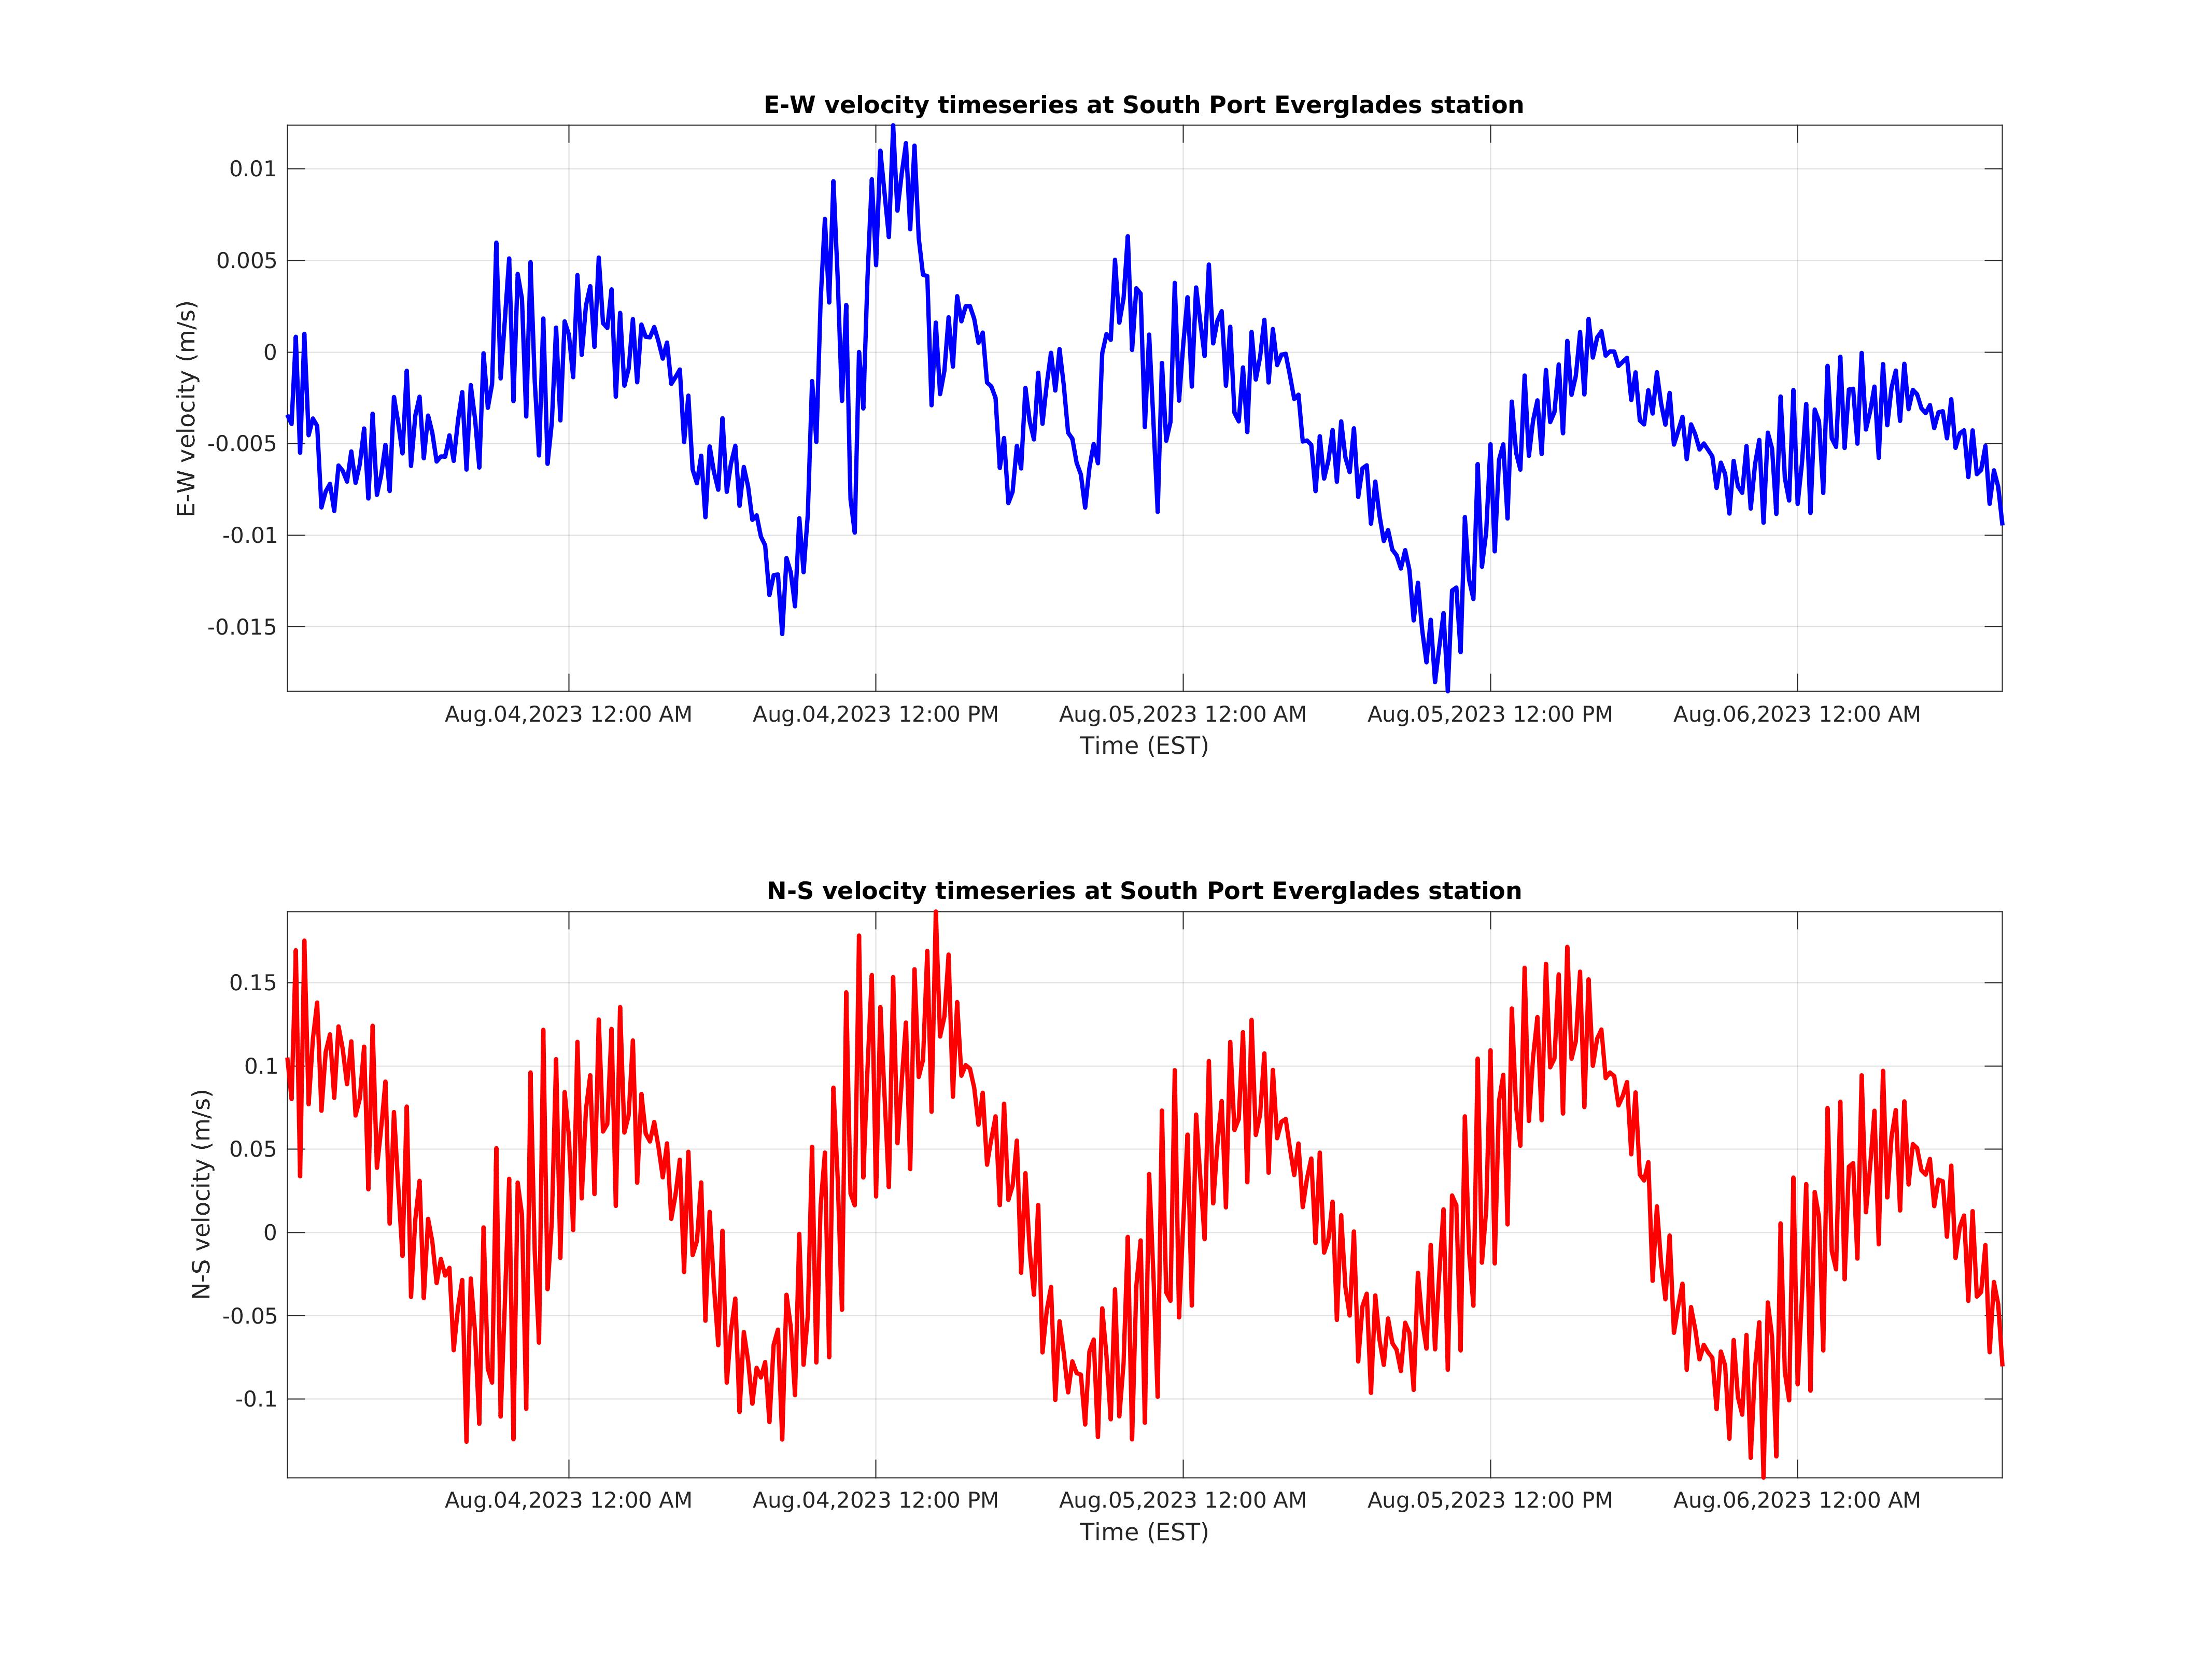 E-W velocity timeseries at South Port Everglades station
0.01
0.005
0
-0.005
-0.01
-0.015
E-W velocity (m/s)
Aug.04,2023 12:00 AM
Aug.04,2023 12:00 PM
Aug.05,2023 12:00 AM
Aug.05,2023 12:00 PM
Aug.06,2023 12:00 AM
Time (EST)
N-S velocity timeseries at South Port Everglades station
0.15
0.1
0.05
0
-0.05
-0.1
N-S velocity (m/s)
Aug.04,2023 12:00 AM
Aug.04,2023 12:00 PM
Aug.05,2023 12:00 AM
Aug.05,2023 12:00 PM
Aug.06,2023 12:00 AM
Time (EST)